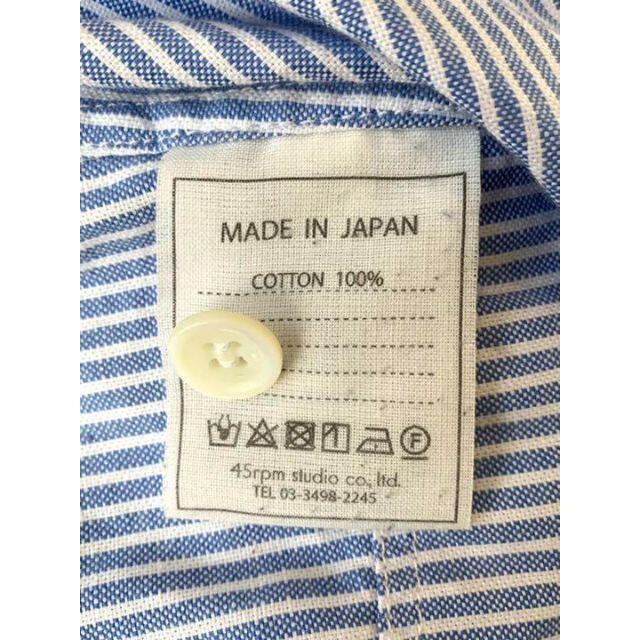 MADE IN JAPAN
COTTON 100%
F
45rpm studio co., ltd.
TEL 03-3498-2245